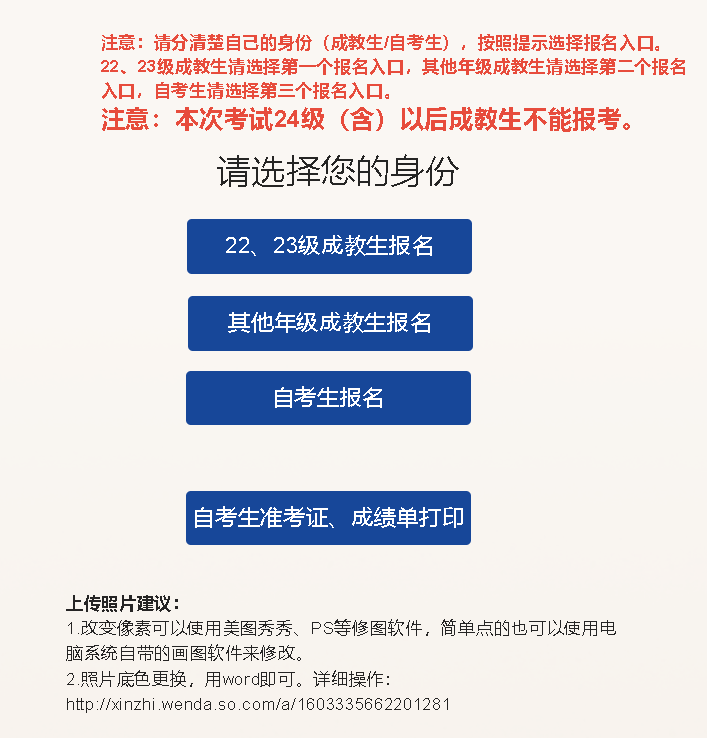 注意：请分清楚自己的身份（成教生/自考生），按照提示选择报名入口。
22、23级成教生请选择第一个报名入口，其他年级成教生请选择第二个报名
入口，自考生请选择第三个报名入口。
注意：本次考试24级（含）以后成教生不能报考。
请选择您的身份
22、23级成教生报名
其他年级成教生报名
自考生报名
自考生准考证、成绩单打印
上传照片建议：
1.改变像素可以使用美图秀秀、PS等修图软件，简单点的也可以使用电
脑系统自带的画图软件来修改。
2.照片底色更换，用word即可。详细操作：
http://xinzhi.wenda.so.com/a/1603335662201281